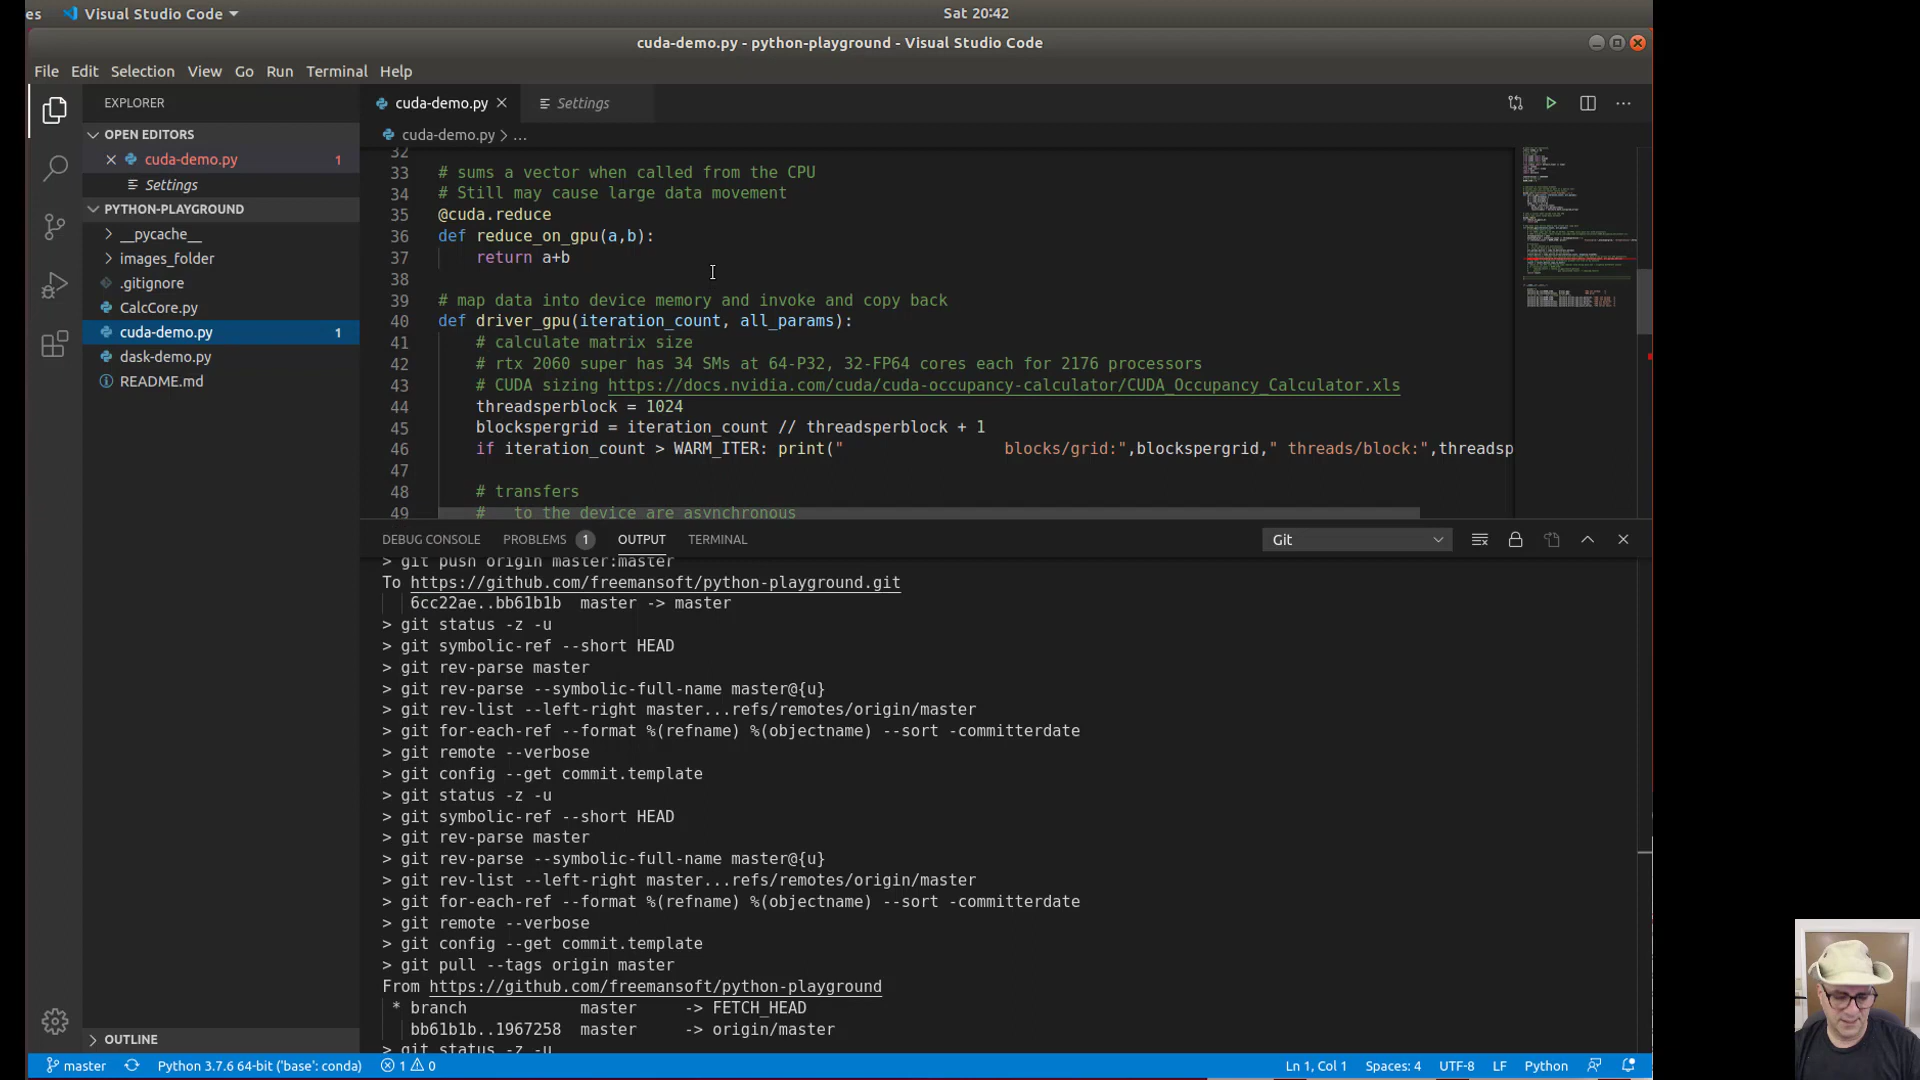 es Visual Studio Code Sat 20:42
cuda-demo.py - python-playground - Visual Studio Code
File Edit Selection View Go Run Terminal Help
EXPLORER
OPEN EDITORS
cuda-demo.py 1
Settings
PYTHON-PLAYGROUND
__pycache__
images_folder
.gitignore
CalcCore.py
cuda-demo.py 1
dask-demo.py
README.md
OUTLINE
cuda-demo.py Settings
cuda-demo.py > ...
32
33 # sums a vector when called from the CPU
34 # Still may cause large data movement
35 @cuda.reduce
36 def reduce_on_gpu(a,b):
37 return a+b
38
39 # map data into device memory and invoke and copy back
40 def driver_gpu(iteration_count, all_params):
41 # calculate matrix size
42 # rtx 2060 super has 34 SMs at 64-P32, 32-FP64 cores each for 2176 processors
43 # CUDA sizing https://docs.nvidia.com/cuda/cuda-occupancy-calculator/CUDA_Occupancy_Calculator.xls
44 threadsperblock = 1024
45 blockspergrid = iteration_count // threadsperblock + 1
46 if iteration_count > WARM_ITER: print(" blocks/grid:",blockspergrid," threads/block:",threadsp
47
48 # transfers
49 # to the device are asynchronous
DEBUG CONSOLE PROBLEMS 1 OUTPUT TERMINAL Git
> git push origin master:master
To https://github.com/freemansoft/python-playground.git
6cc22ae..bb61b1b master -> master
> git status -z -u
> git symbolic-ref --short HEAD
> git rev-parse master
> git rev-parse --symbolic-full-name master@{u}
> git rev-list --left-right master...refs/remotes/origin/master
> git for-each-ref --format %(refname) %(objectname) --sort -committerdate
> git remote --verbose
> git config --get commit.template
> git status -z -u
> git symbolic-ref --short HEAD
> git rev-parse master
> git rev-parse --symbolic-full-name master@{u}
> git rev-list --left-right master...refs/remotes/origin/master
> git for-each-ref --format %(refname) %(objectname) --sort -committerdate
> git remote --verbose
> git config --get commit.template
> git pull --tags origin master
From https://github.com/freemansoft/python-playground
* branch master -> FETCH_HEAD
bb61b1b..1967258 master -> origin/master
> git status -z -u
master Python 3.7.6 64-bit ('base': conda) 1 0 Ln 1, Col 1 Spaces: 4 UTF-8 LF Python